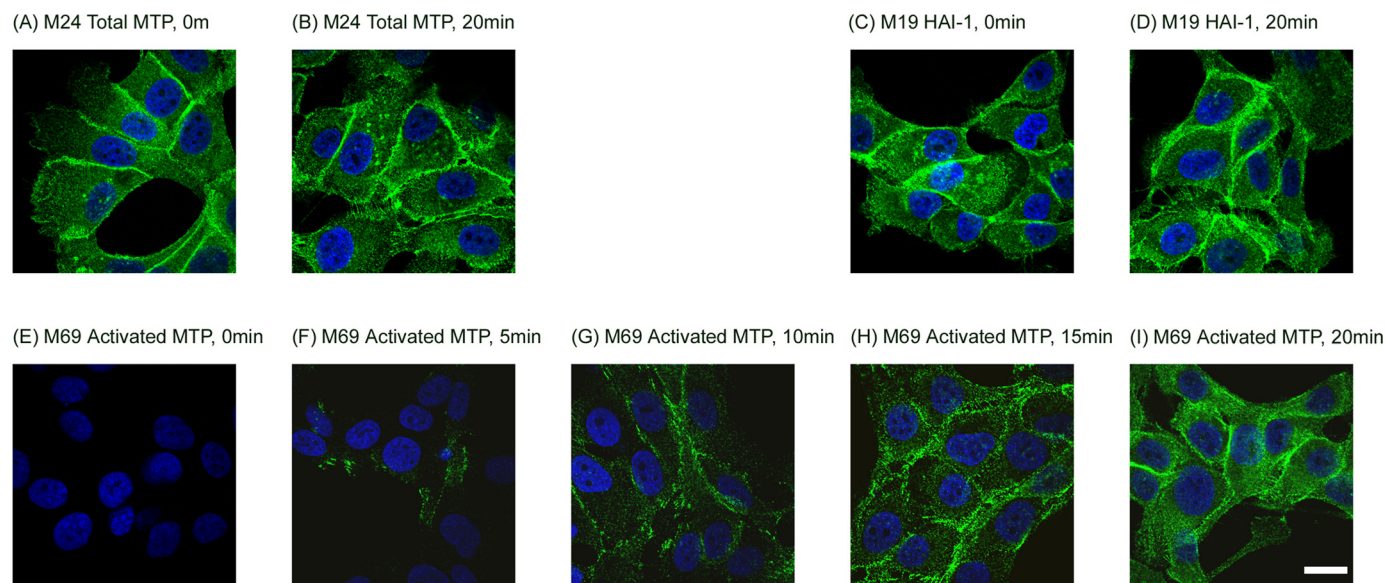 (A) M24 Total MTP, 0m
(B) M24 Total MTP, 20min
(C) M19 HAI-1, 0min
(D) M19 HAI-1, 20min
(E) M69 Activated MTP, 0min
(F) M69 Activated MTP, 5min
(G) M69 Activated MTP, 10min
(H) M69 Activated MTP, 15min
(I) M69 Activated MTP, 20min